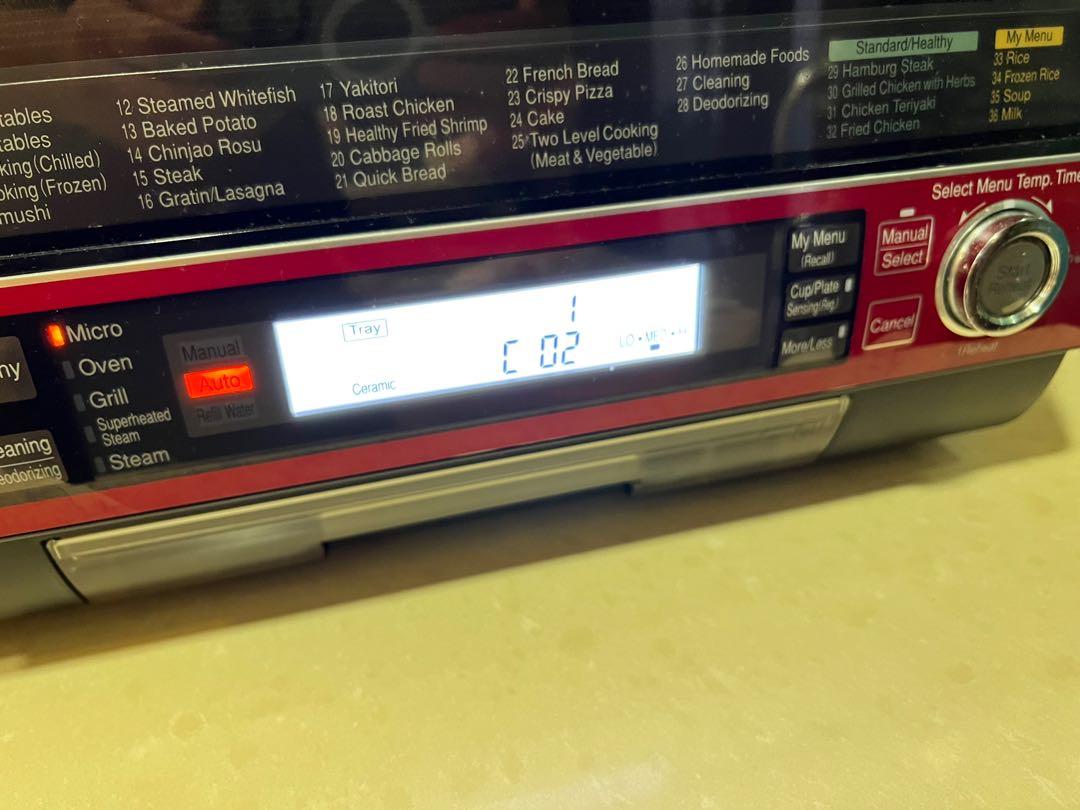 tables
tables
king (Chilled)
oking (Frozen)
mushi
12 Steamed Whitefish
13 Baked Potato
14 Chinjao Rosu
15 Steak
16 Gratin/Lasagna
17 Yakitori
18 Roast Chicken
19 Healthy Fried Shrimp
20 Cabbage Rolls
21 Quick Bread
22 French Bread
23 Crispy Pizza
24 Cake
25 Two Level Cooking
(Meat & Vegetable)
26 Homemade Foods
27 Cleaning
28 Deodorizing
Standard/Healthy
29 Hamburg Steak
30 Grilled Chicken with Herbs
31 Chicken Teriyaki
32 Fried Chicken
My Menu
33 Rice
34 Frozen Rice
35 Soup
36 Milk
Select Menu Temp. Time
Start
My Menu
(Recall)
Cup/Plate
Sensing (Reg.)
More/Less
Manual
Select
Cancel
1
Tray
C 02
LO • MED • HI
Ceramic
Manual
Auto
Refill Water
Micro
Oven
Grill
Superheated
Steam
Steam
ny
eaning
eodorizing